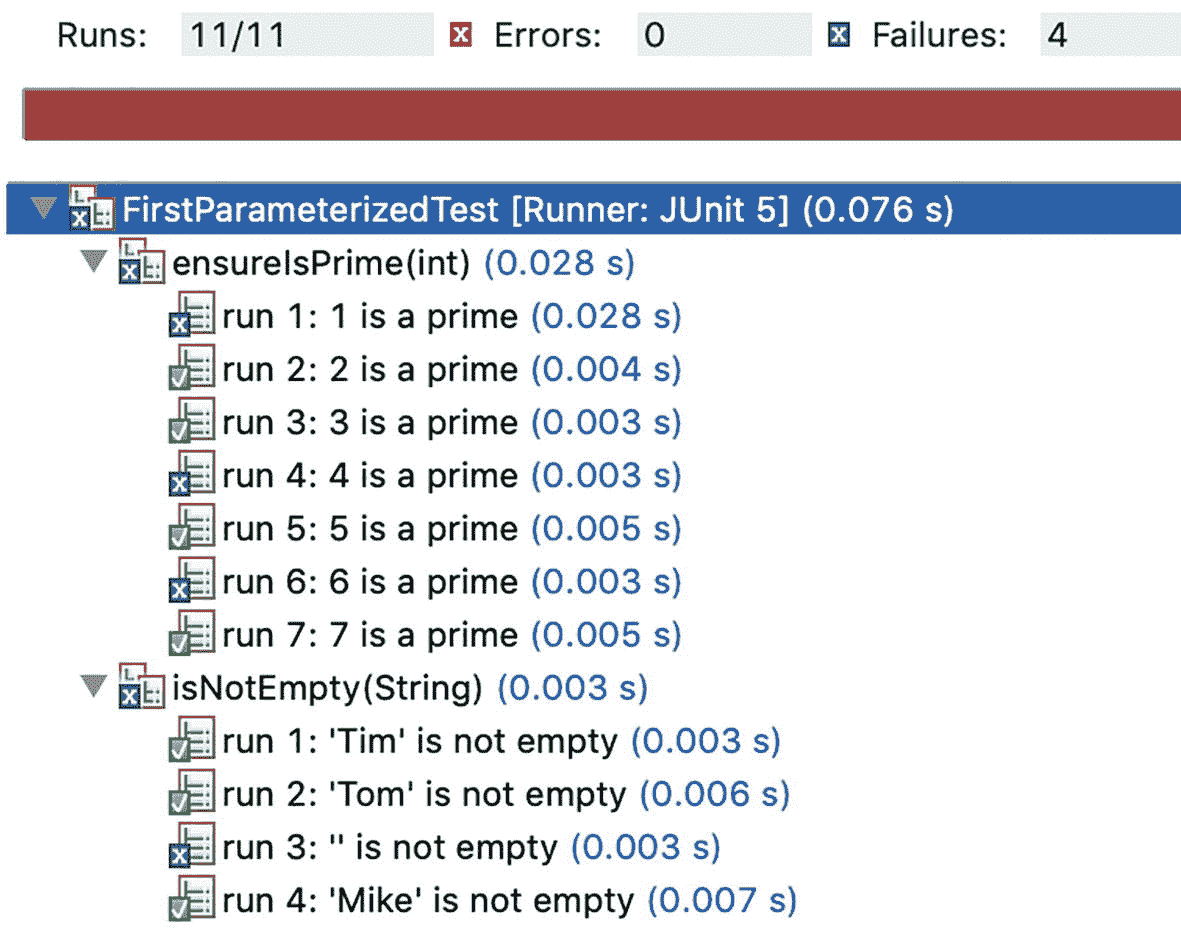 Runs: 11/11 Errors: 0 Failures: 4
FirstParameterizedTest [Runner: JUnit 5] (0.076 s)
ensureIsPrime(int) (0.028 s)
run 1: 1 is a prime (0.028 s)
run 2: 2 is a prime (0.004 s)
run 3: 3 is a prime (0.003 s)
run 4: 4 is a prime (0.003 s)
run 5: 5 is a prime (0.005 s)
run 6: 6 is a prime (0.003 s)
run 7: 7 is a prime (0.005 s)
isNotEmpty(String) (0.003 s)
run 1: 'Tim' is not empty (0.003 s)
run 2: 'Tom' is not empty (0.006 s)
run 3: '' is not empty (0.003 s)
run 4: 'Mike' is not empty (0.007 s)